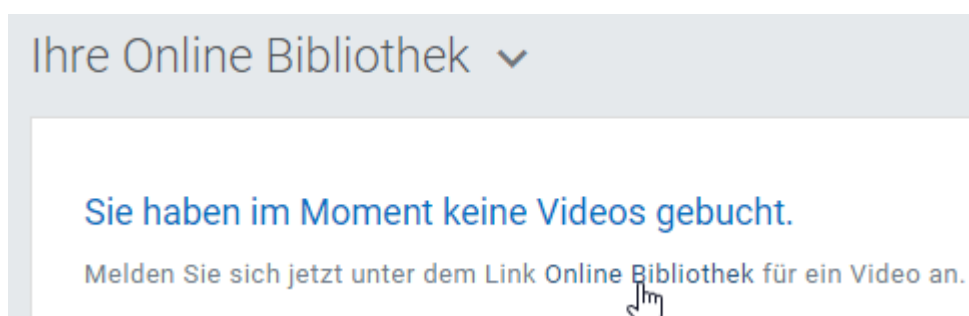 Ihre Online Bibliothek
Sie haben im Moment keine Videos gebucht.
Melden Sie sich jetzt unter dem Link Online Bibliothek für ein Video an.